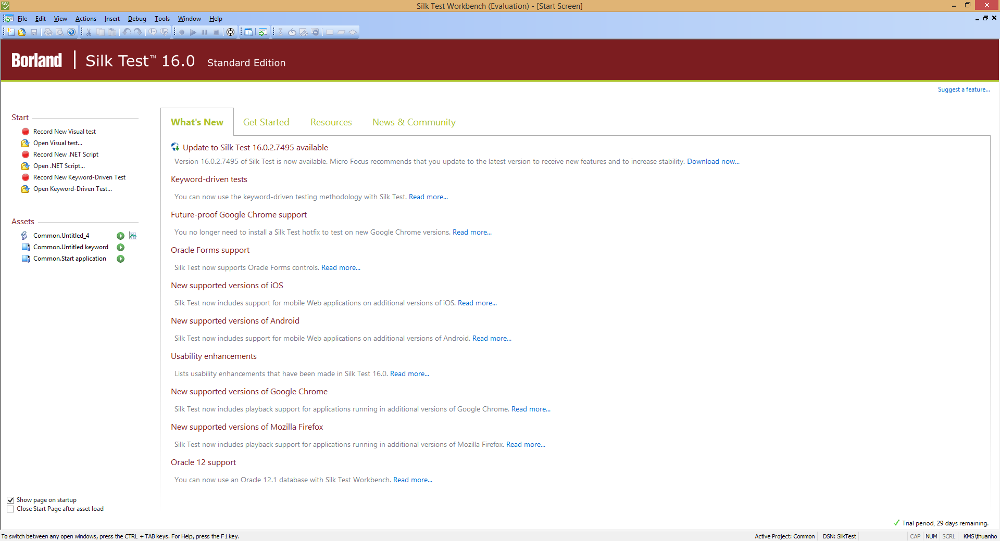 Silk Test Workbench (Evaluation) - [Start Screen]
File Edit View Actions Insert Debug Tools Window Help
Borland | Silk Test™ 16.0 Standard Edition
Suggest a feature...
Start
Record New Visual test
Open Visual test...
Record New .NET Script
Open .NET Script...
Record New Keyword-Driven Test
Open Keyword-Driven Test...
Assets
Common.Untitled_4
Common.Untitled keyword
Common.Start application
What's New Get Started Resources News & Community
Update to Silk Test 16.0.2.7495 available
Version 16.0.2.7495 of Silk Test is now available. Micro Focus recommends that you update to the latest version to receive new features and to increase stability. Download now...
Keyword-driven tests
You can now use the keyword-driven testing methodology with Silk Test. Read more...
Future-proof Google Chrome support
You no longer need to install a Silk Test hotfix to test on new Google Chrome versions. Read more...
Oracle Forms support
Silk Test now supports Oracle Forms controls. Read more...
New supported versions of iOS
Silk Test now includes support for mobile Web applications on additional versions of iOS. Read more...
New supported versions of Android
Silk Test now includes support for mobile Web applications on additional versions of Android. Read more...
Usability enhancements
Lists usability enhancements that have been made in Silk Test 16.0. Read more...
New supported versions of Google Chrome
Silk Test now includes playback support for applications running in additional versions of Google Chrome. Read more...
New supported versions of Mozilla Firefox
Silk Test now includes playback support for applications running in additional versions of Mozilla Firefox. Read more...
Oracle 12 support
You can now use an Oracle 12.1 database with Silk Test Workbench. Read more...
Show page on startup
Close Start Page after asset load
Trial period, 29 days remaining.
To switch between any open windows, press the CTRL + TAB keys. For Help, press the F1 key.
Active Project: Common DSN: SilkTest CAP NUM SCRL KMS\thuanho